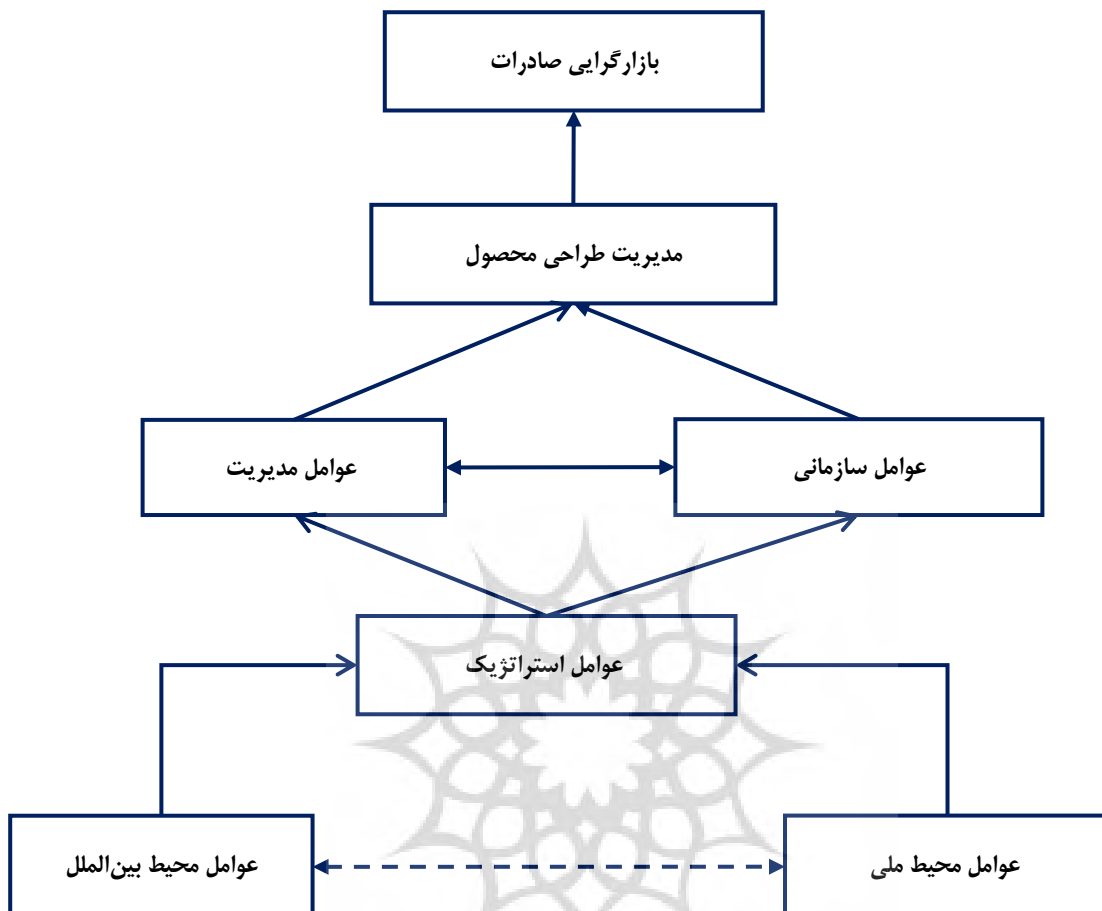 بازارگرایی صادرات
مدیریت طراحی محصول
عوامل سازمانی
عوامل مدیریت
عوامل استراتژیک
عوامل محیط ملی
عوامل محیط بین‌الملل